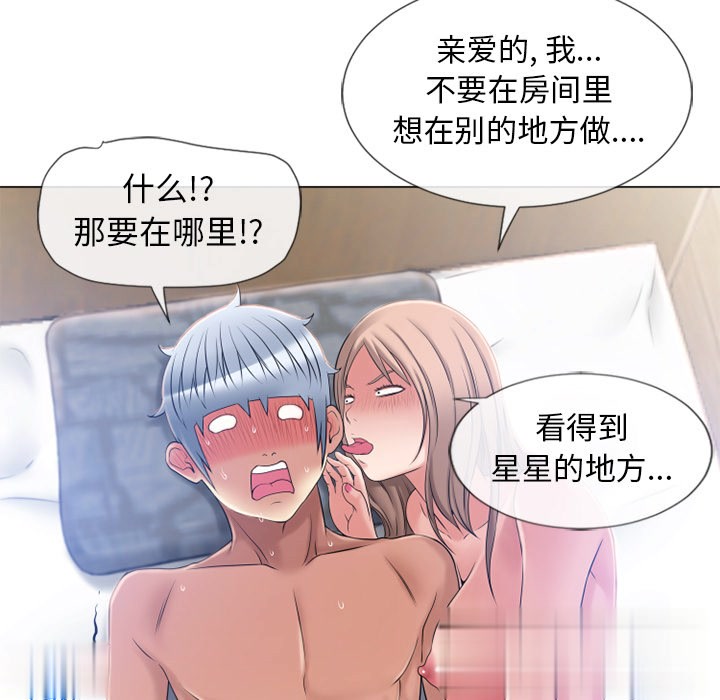 亲爱的, 我...
不要在房间里
想在别的地方做....
什么!?
那要在哪里!?
看得到
星星的地方...